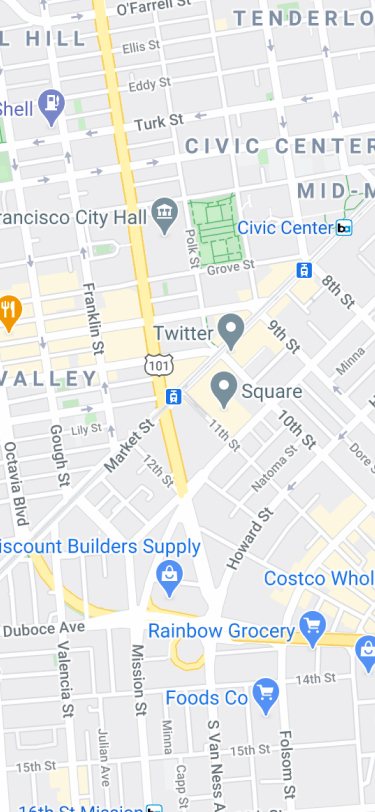 O'Farrell St
TENDERLO
L HILL
Ellis St
Eddy St
Shell
Turk St
CIVIC CENTER
MID-M
rancisco City Hall
Polk St
Civic Center
ba
Grove St
8th St
Franklin St
9th St
Twitter
Minna
101
VALLEY
Square
10th St
Lily St
Market St
11th St
Gough St
Octavia Blvd
12th St
Natoma St
Dore S
H
Howard St
iscount Builders Supply
Costco Whol
Duboce Ave
Rainbow Grocery
Valencia St
Mission St
14th St
Foods Co
Julian Ave
Minna
Capp St
S Van Ness A
Folsom St
15th St
15th St
16th St Mission